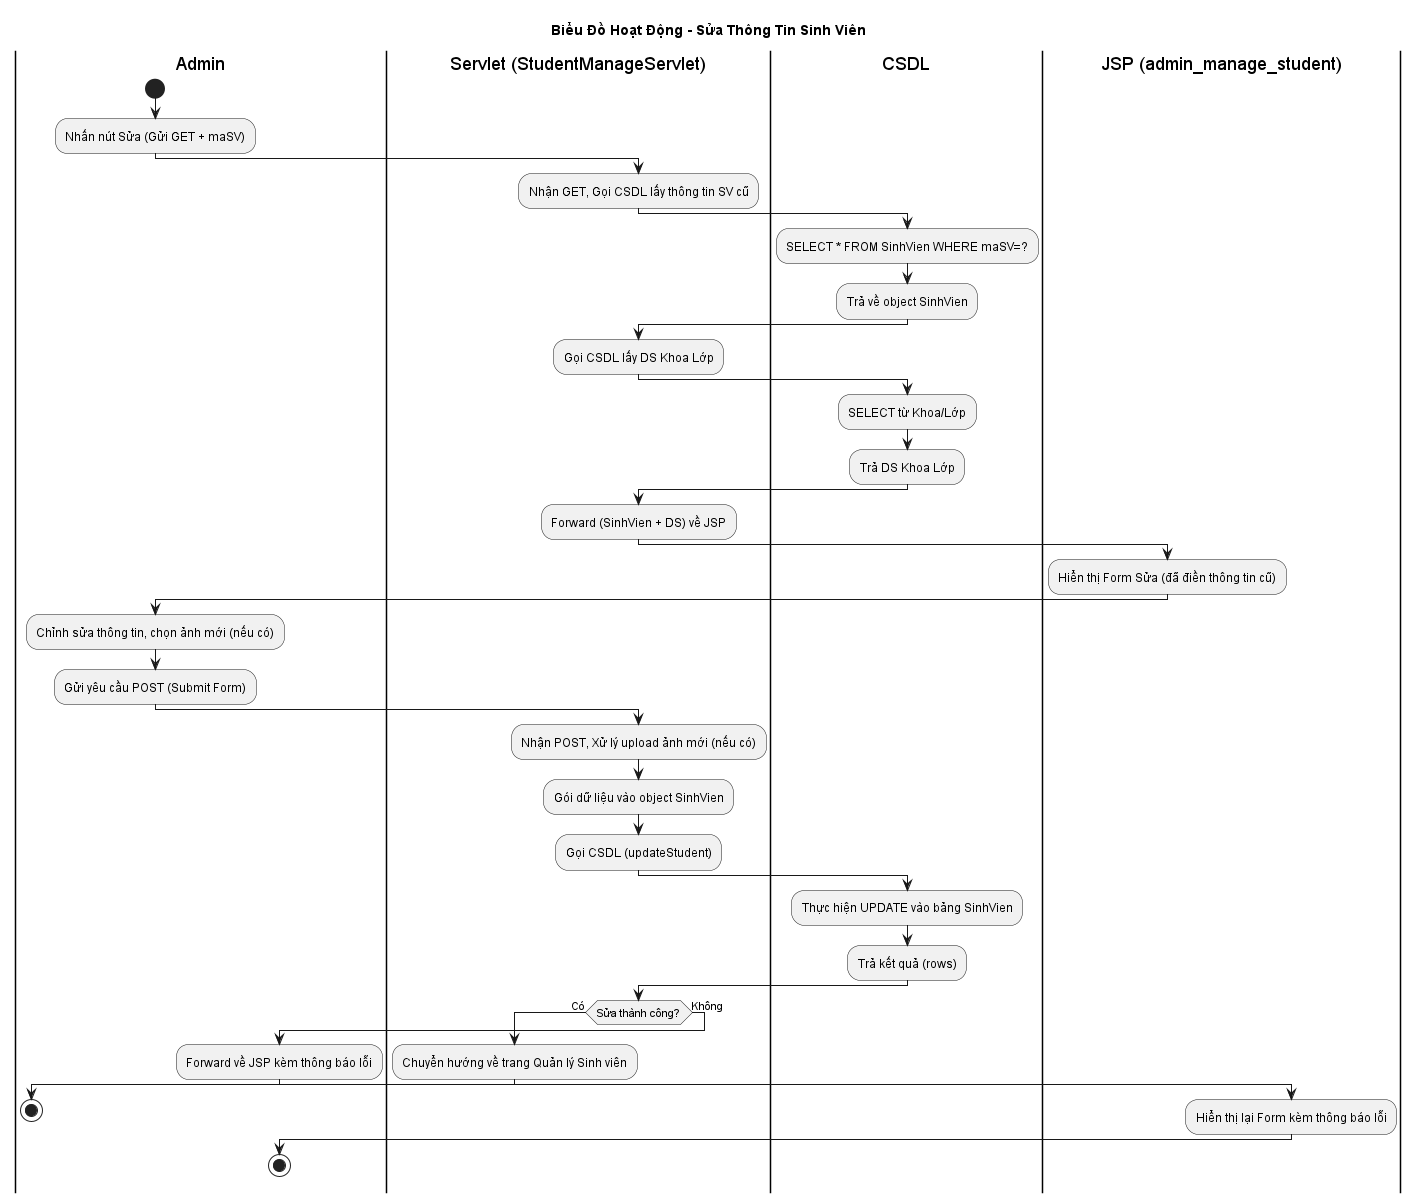 Biểu Đồ Hoạt Động - Sửa Thông Tin Sinh Viên
Admin
Servlet (StudentManageServlet)
CSDL
JSP (admin_manage_student)
Nhấn nút Sửa (Gửi GET + maSV)
Nhận GET, Gọi CSDL lấy thông tin SV cũ
SELECT * FROM SinhVien WHERE maSV=?
Trả về object SinhVien
Gọi CSDL lấy DS Khoa Lớp
SELECT từ Khoa/Lớp
Trả DS Khoa Lớp
Forward (SinhVien + DS) về JSP
Hiển thị Form Sửa (đã điền thông tin cũ)
Chỉnh sửa thông tin, chọn ảnh mới (nếu có)
Gửi yêu cầu POST (Submit Form)
Nhận POST, Xử lý upload ảnh mới (nếu có)
Gói dữ liệu vào object SinhVien
Gọi CSDL (updateStudent)
Thực hiện UPDATE vào bảng SinhVien
Trả kết quả (rows)
Có
Sửa thành công?
Không
Forward về JSP kèm thông báo lỗi
Chuyển hướng về trang Quản lý Sinh viên
Hiển thị lại Form kèm thông báo lỗi